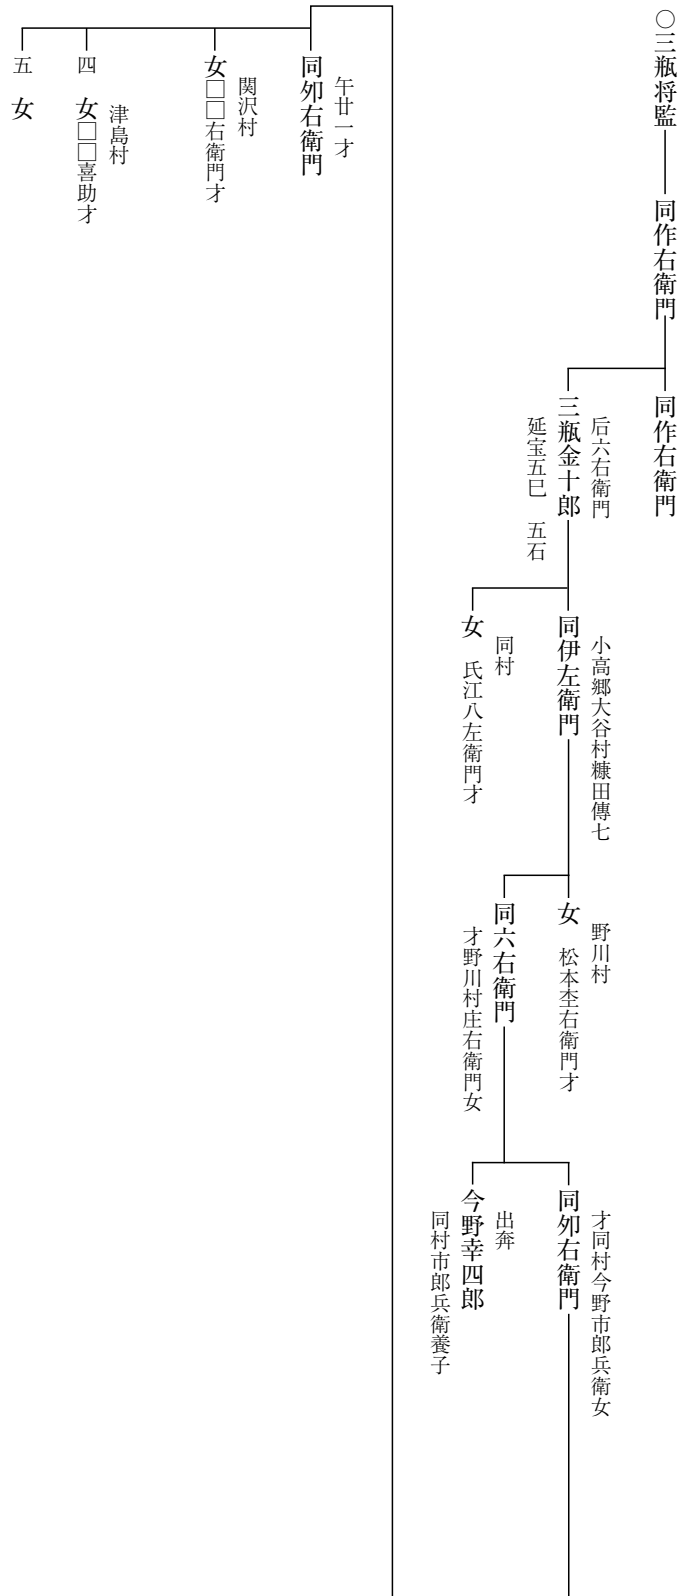 ○三瓶将監
同作右衛門
同作右衛門
后六右衛門
三瓶金十郎
延宝五巳 五石
小高郷大谷村糠田傳七
同伊左衛門
同村
女 氏江八左衛門才
野川村
女 松本杢右衛門才
同六右衛門
才野川村庄右衛門女
才同村今野市郎兵衛女
同夘右衛門
出奔
今野幸四郎
同村市郎兵衛養子
午廿一才
同夘右衛門
関沢村
女□□右衛門才
津島村
四 女□□喜助才
五 女